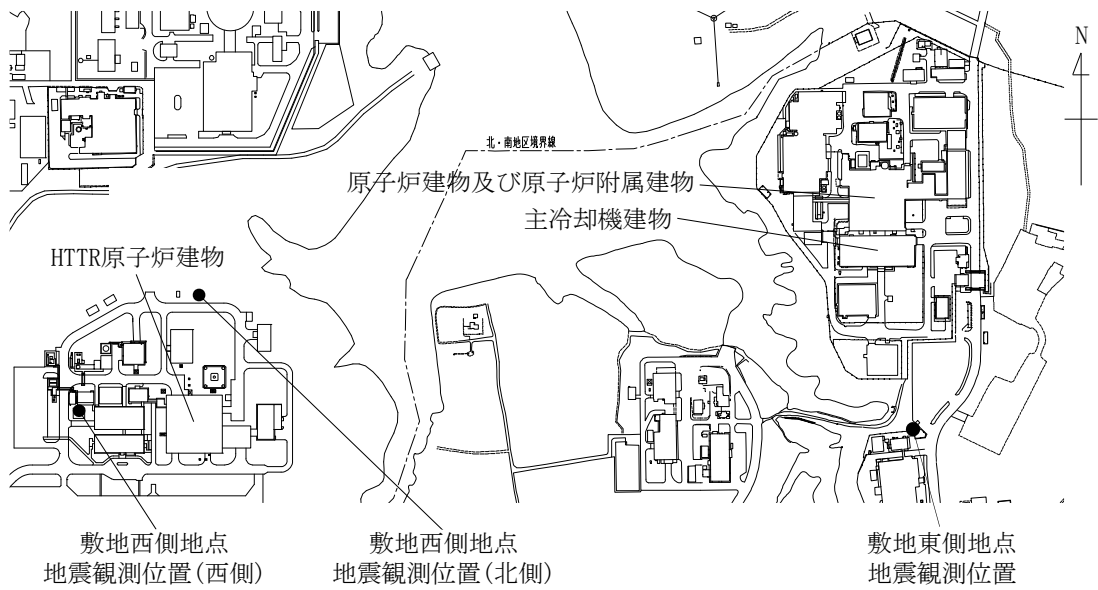 N
北・南地区境界線
原子炉建物及び原子炉附属建物
主冷却機建物
HTTR原子炉建物
敷地西側地点
地震観測位置(西側)
敷地西側地点
地震観測位置(北側)
敷地東側地点
地震観測位置